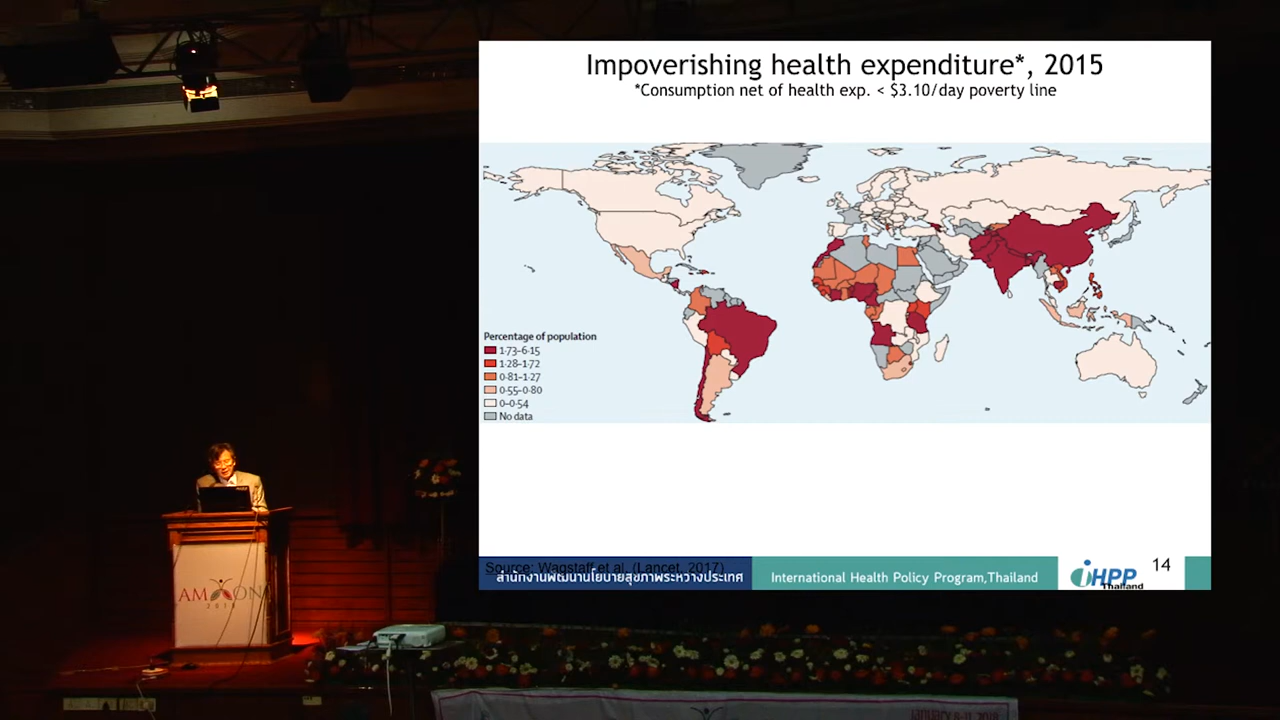 Impoverishing health expenditure*, 2015
*Consumption net of health exp. < $3.10/day poverty line
Percentage of population
1·73–6·15
1·28–1·72
0·81–1·27
0·55–0·80
0–0·54
No data
Source: Wagstaff et al. (Lancet, 2017)
สำนักงานพัฒนานโยบายสุขภาพระหว่างประเทศ
International Health Policy Program,Thailand
iHPP
Thailand
14